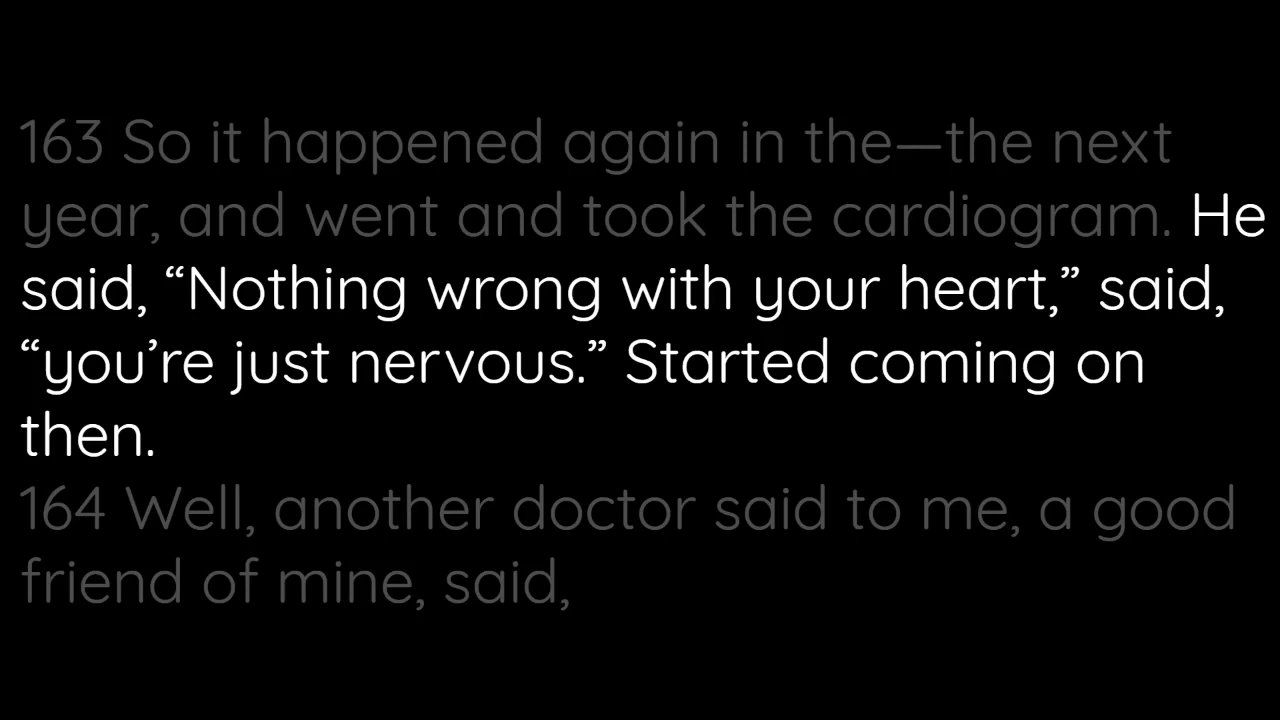 163 So it happened again in the—the next
year, and went and took the cardiogram. He
said, “Nothing wrong with your heart,” said,
“you’re just nervous.” Started coming on
then.
164 Well, another doctor said to me, a good
friend of mine, said,